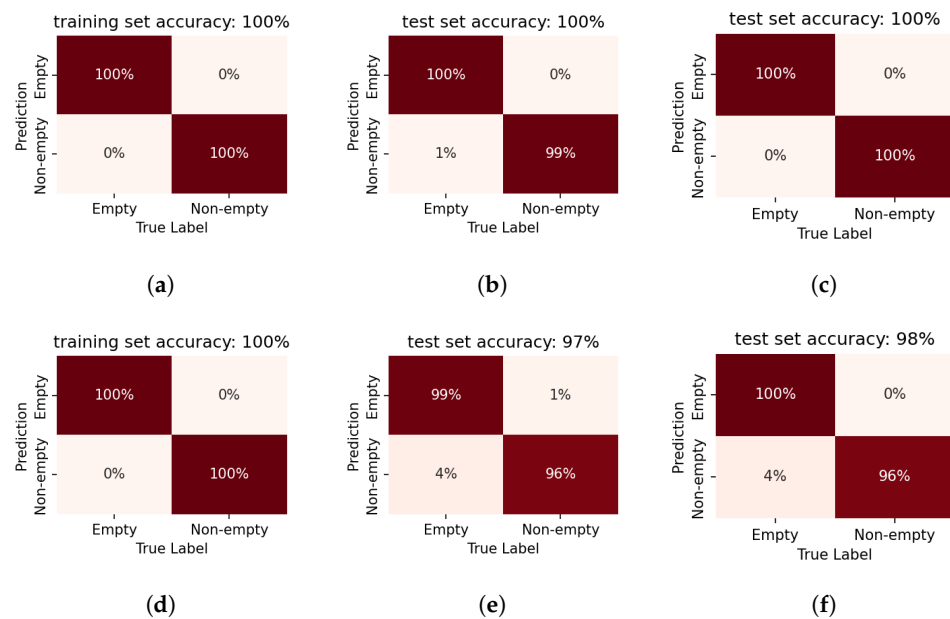 training set accuracy: 100%
Prediction
Empty
100%
0%
Non-empty
0%
100%
Empty
Non-empty
True Label
(a)
test set accuracy: 100%
Prediction
Empty
100%
0%
Non-empty
1%
99%
Empty
Non-empty
True Label
(b)
test set accuracy: 100%
Prediction
Empty
100%
0%
Non-empty
0%
100%
Empty
Non-empty
True Label
(c)
training set accuracy: 100%
Prediction
Empty
100%
0%
Non-empty
0%
100%
Empty
Non-empty
True Label
(d)
test set accuracy: 97%
Prediction
Empty
99%
1%
Non-empty
4%
96%
Empty
Non-empty
True Label
(e)
test set accuracy: 98%
Prediction
Empty
100%
0%
Non-empty
4%
96%
Empty
Non-empty
True Label
(f)